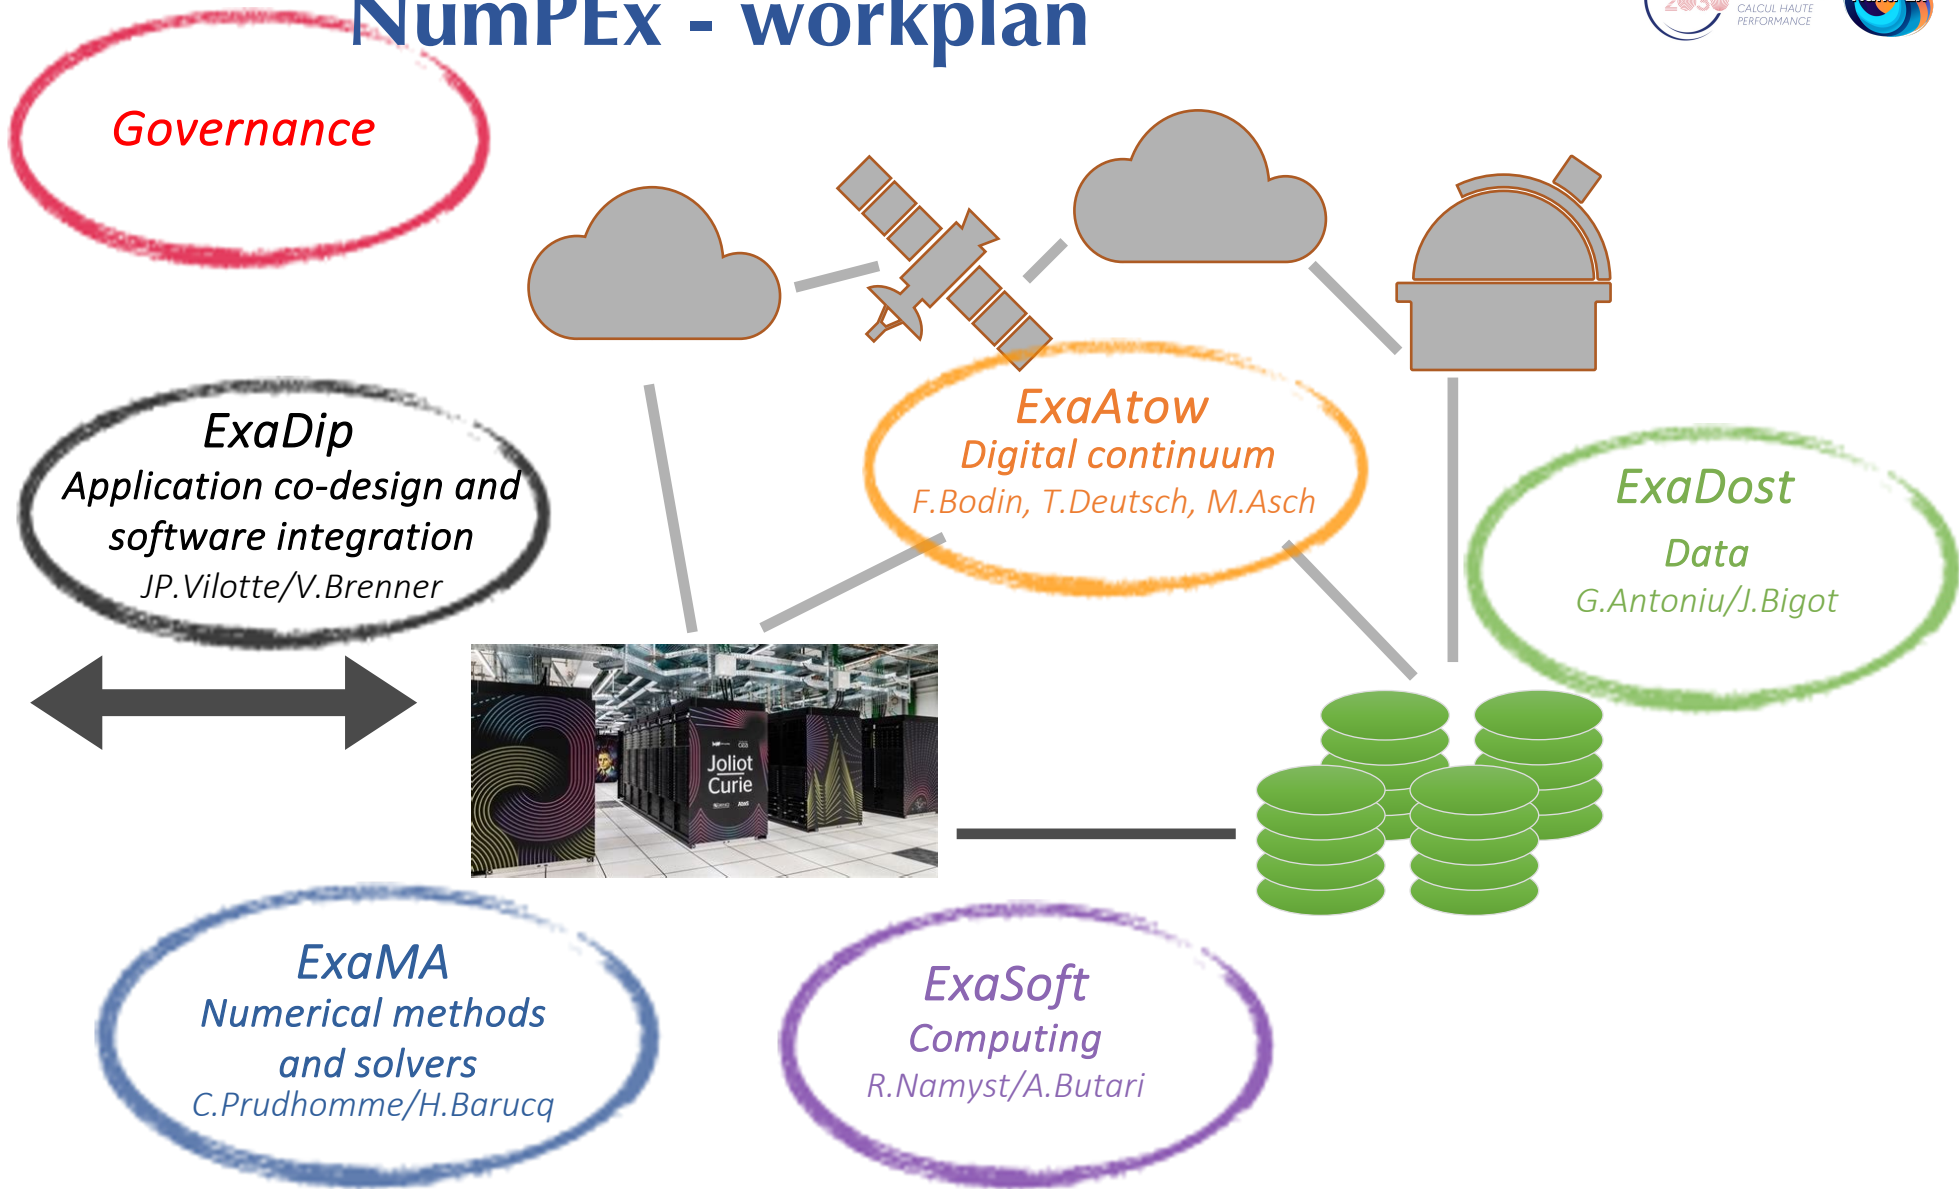 NumPEx - workplan
2030
CALCUL HAUTE
PERFORMANCE
Governance
ExaDip
Application co-design and
software integration
JP.Vilotte/V.Brenner
ExaAtow
Digital continuum
F.Bodin, T.Deutsch, M.Asch
ExaDost
Data
G.Antoniu/J.Bigot
Joliot
Curie
Atos
ExaMA
Numerical methods
and solvers
C.Prudhomme/H.Barucq
ExaSoft
Computing
R.Namyst/A.Butari